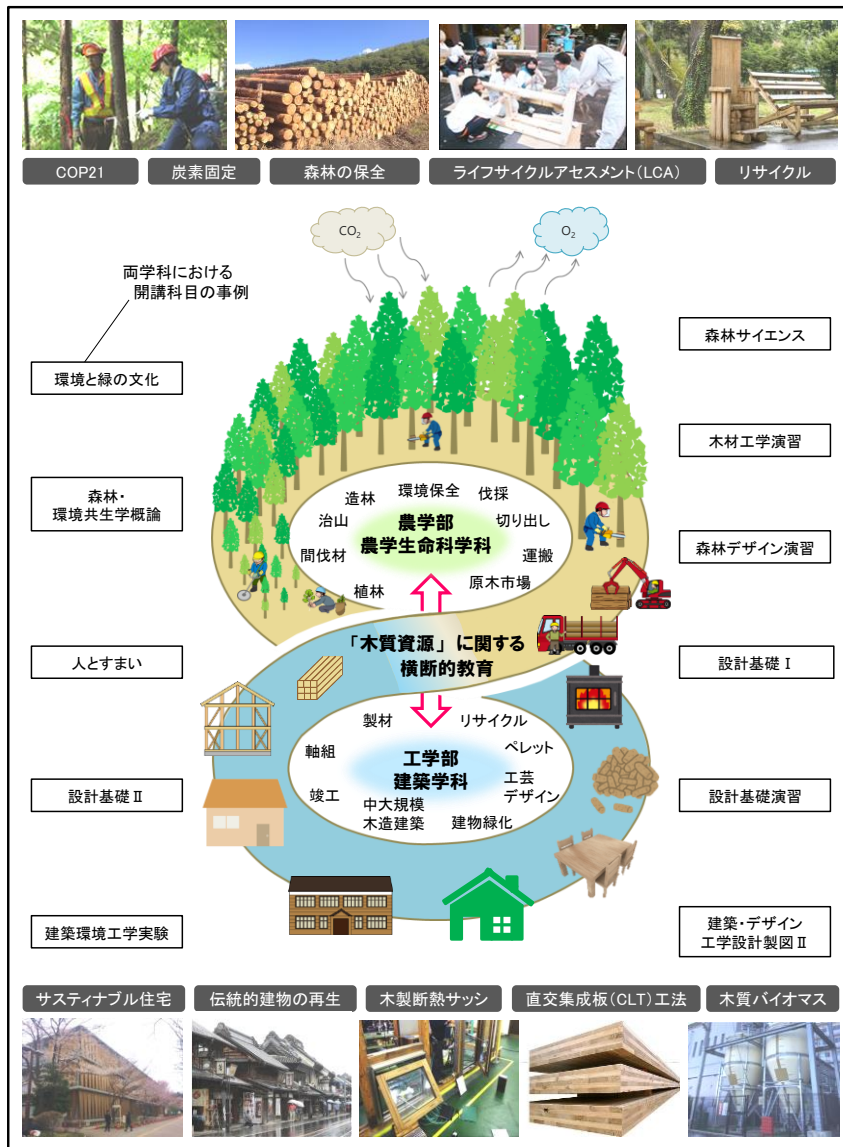 COP21
炭素固定
森林の保全
ライフサイクルアセスメント(LCA)
リサイクル
CO₂
O₂
両学科における
開講科目の事例
環境と緑の文化
森林・
環境共生学概論
人とすまい
設計基礎Ⅱ
建築環境工学実験
森林サイエンス
木材工学演習
森林デザイン演習
設計基礎Ⅰ
設計基礎演習
建築・デザイン
工学設計製図Ⅱ
造林
環境保全
伐採
治山
切り出し
農学部
農学生命科学科
間伐材
運搬
植林
原木市場
「木質資源」に関する
横断的教育
製材
リサイクル
軸組
ペレット
工学部
建築学科
竣工
工芸
デザイン
中大規模
木造建築
建物緑化
サスティナブル住宅
伝統的建物の再生
木製断熱サッシ
直交集成板(CLT)工法
木質バイオマス